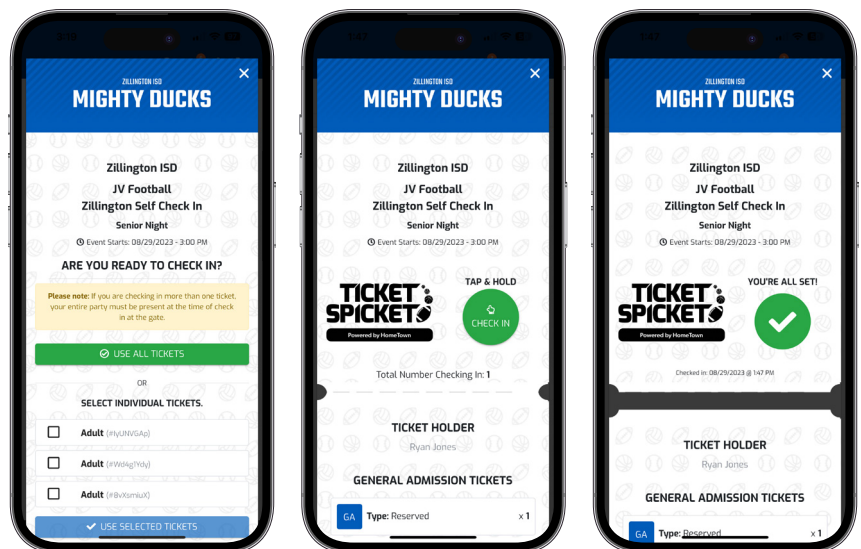 ZILLINGTON ISD
MIGHTY DUCKS
Zillington ISD
JV Football
Zillington Self Check In
Senior Night
Event Starts: 08/29/2023 - 3:00 PM
ARE YOU READY TO CHECK IN?
Please note: If you are checking in more than one ticket,
your entire party must be present at the time of check
in at the gate.
USE ALL TICKETS
OR
SELECT INDIVIDUAL TICKETS.
Adult (#IyUNVGAp)
Adult (#Wd4glYdy)
Adult (#BvXsmiuX)
USE SELECTED TICKETS
1:47
ZILLINGTON ISD
MIGHTY DUCKS
Zillington ISD
JV Football
Zillington Self Check In
Senior Night
Event Starts: 08/29/2023 - 3:00 PM
TICKET
SPICKET
Powered by HomeTown
TAP & HOLD
CHECK IN
Total Number Checking In: 1
TICKET HOLDER
Ryan Jones
GENERAL ADMISSION TICKETS
GA Type: Reserved x 1
1:47
ZILLINGTON ISD
MIGHTY DUCKS
Zillington ISD
JV Football
Zillington Self Check In
Senior Night
Event Starts: 08/29/2023 - 3:00 PM
TICKET
SPICKET
Powered by HomeTown
YOU'RE ALL SET!
Checked in: 08/29/2023 @ 1:47 PM
TICKET HOLDER
Ryan Jones
GENERAL ADMISSION TICKETS
GA Type: Reserved x 1